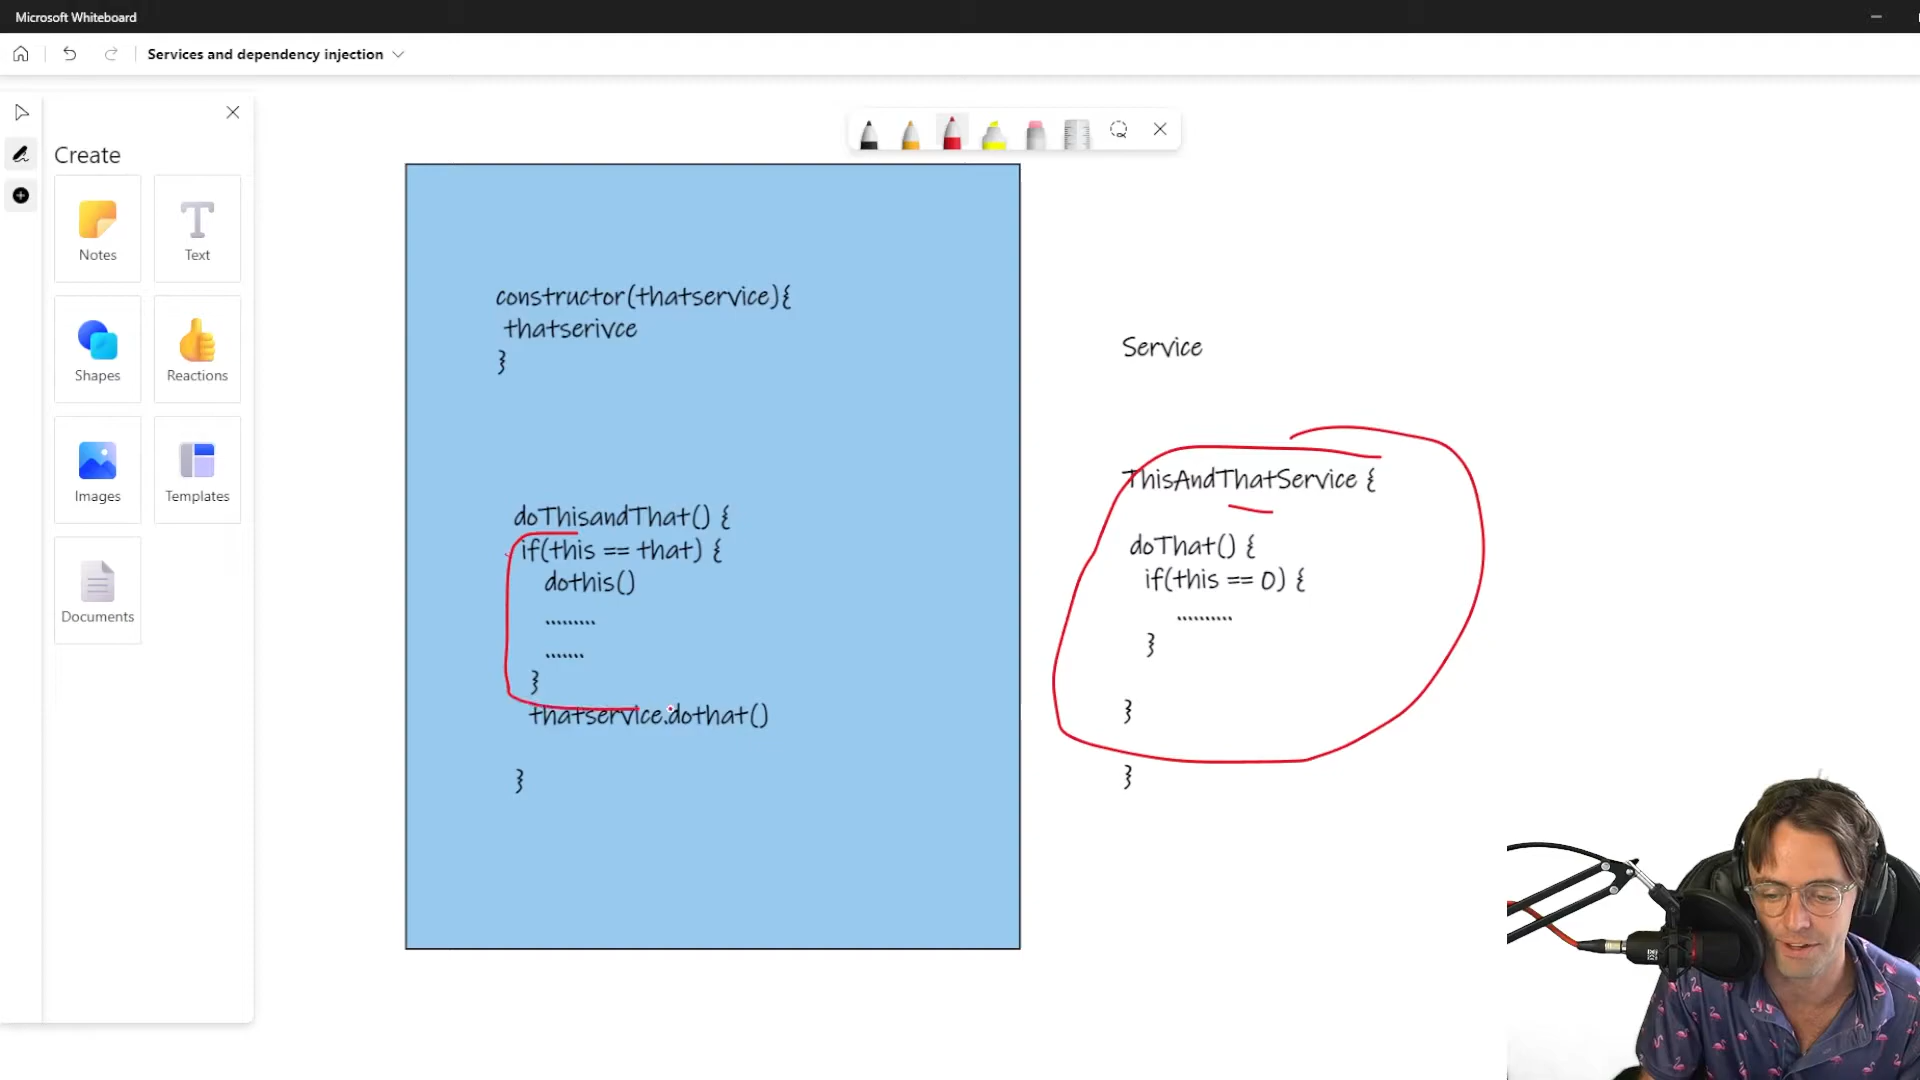 Microsoft Whiteboard
Services and dependency injection
Create
Notes
Text
Shapes
Reactions
Images
Templates
Documents
constructor(thatservice){
thatserivce
}
doThisandThat() {
if(this == that) {
dothis()
.........
.......
}
thatservice.dothat()
}
Service
ThisAndThatService {
doThat() {
if(this == 0) {
..........
}
}
}